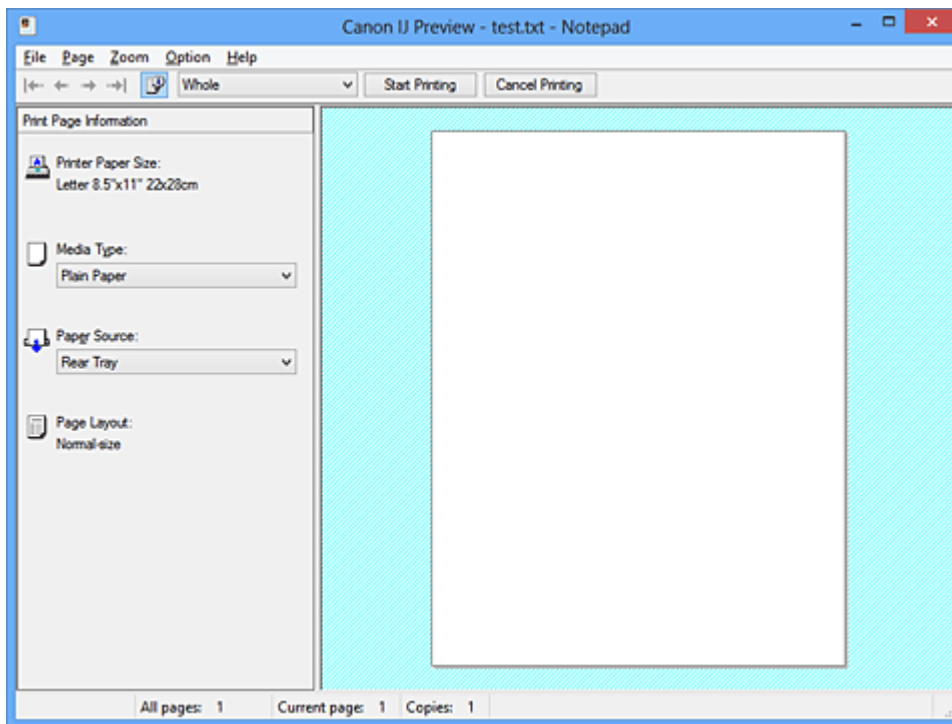 Canon IJ Preview - test.txt - Notepad
File Page Zoom Option Help
Whole Start Printing Cancel Printing
Print Page Information
Printer Paper Size:
Letter 8.5"x11" 22x28cm
Media Type:
Plain Paper
Paper Source:
Rear Tray
Page Layout:
Normal-size
All pages: 1 Current page: 1 Copies: 1